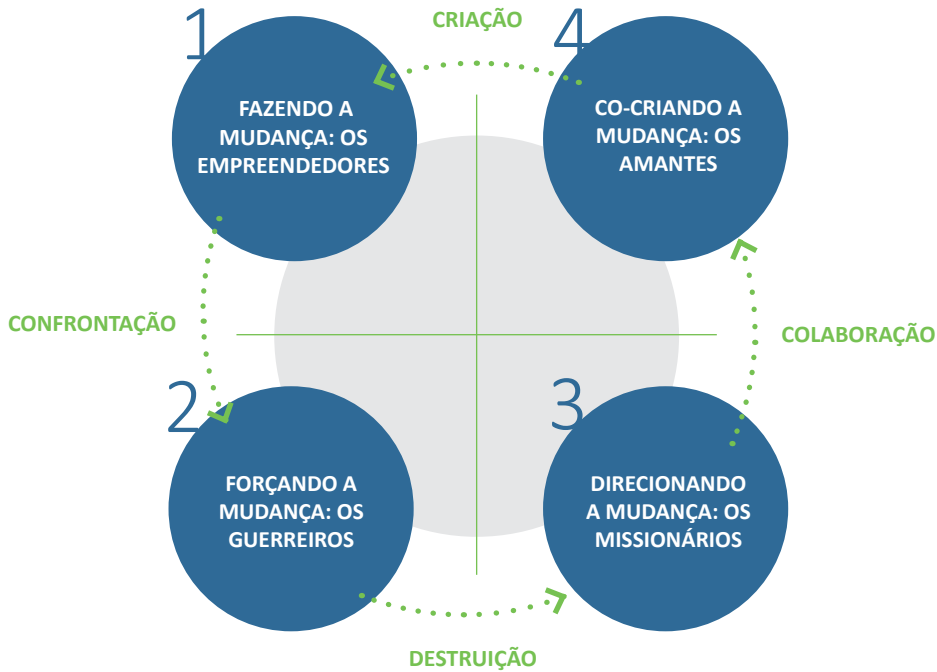 CRIAÇÃO
1
FAZENDO A
MUDANÇA: OS
EMPREENDEDORES
4
CO-CRIANDO A
MUDANÇA: OS
AMANTES
CONFRONTAÇÃO
COLABORAÇÃO
2
FORÇANDO A
MUDANÇA: OS
GUERREIROS
3
DIRECIONANDO
A MUDANÇA: OS
MISSIONÁRIOS
DESTRUIÇÃO